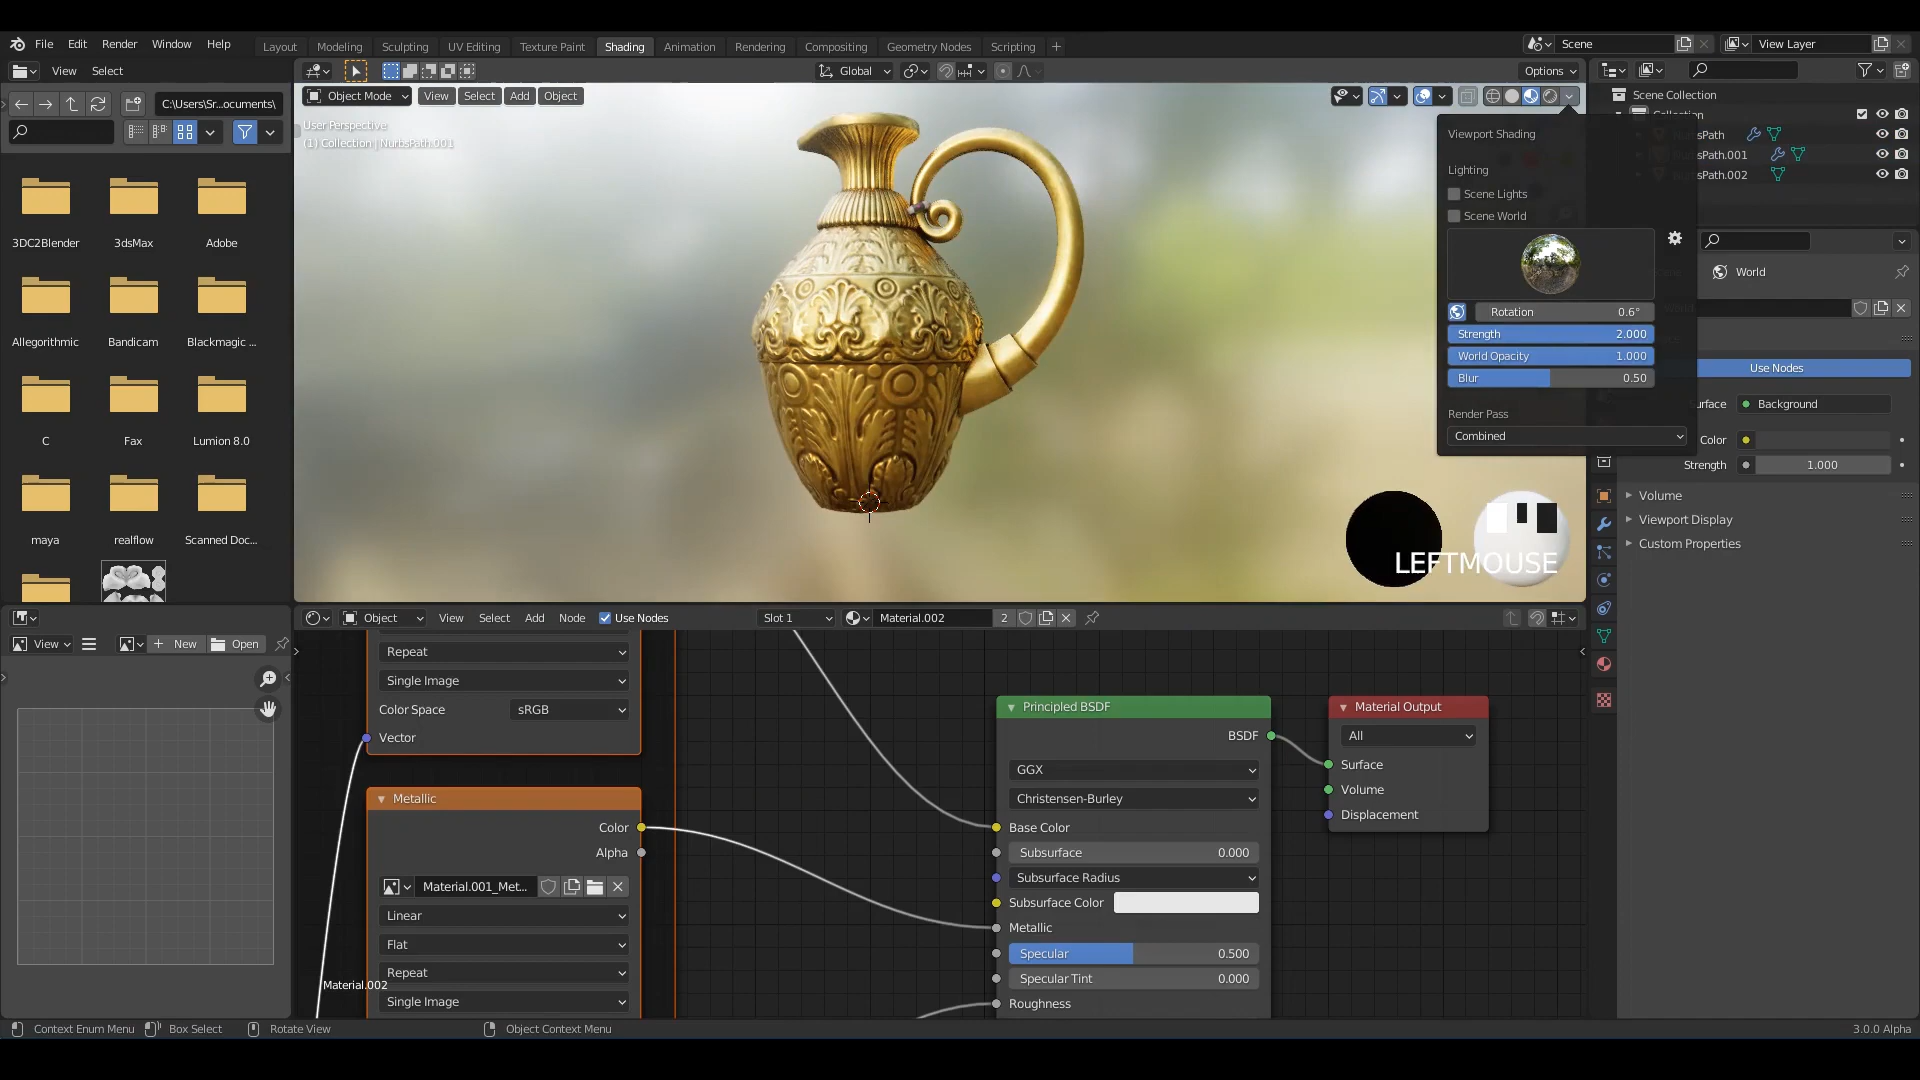 File Edit Render Window Help
Layout Modeling Sculpting UV Editing Texture Paint Shading Animation Rendering Compositing Geometry Nodes Scripting +
Scene View Layer
View Select
Global Options
C:\Users\Sr...ocuments\
Object Mode View Select Add Object
User Perspective
(1) Collection | NurbsPath.001
3DC2Blender 3dsMax Adobe
Allegorithmic Bandicam Blackmagic ...
C Fax Lumion 8.0
maya realflow Scanned Doc...
Viewport Shading
Lighting
Scene Lights
Scene World
Rotation 0.6°
Strength 2.000
World Opacity 1.000
Blur 0.50
Render Pass
Combined
Scene Collection
Collection
sPath
sPath.001
sPath.002
World
Use Nodes
urface Background
Color
Strength 1.000
Volume
Viewport Display
Custom Properties
LEFTMOUSE
View New Open
Object View Select Add Node Use Nodes Slot 1 Material.002 2
Repeat
Single Image
Color Space sRGB
Vector
Metallic
Color
Alpha
Material.001_Met...
Linear
Flat
Repeat
Single Image
Material.002
Principled BSDF
BSDF
GGX
Christensen-Burley
Base Color
Subsurface 0.000
Subsurface Radius
Subsurface Color
Metallic
Specular 0.500
Specular Tint 0.000
Roughness
Material Output
All
Surface
Volume
Displacement
Context Enum Menu Box Select Rotate View Object Context Menu 3.0.0 Alpha